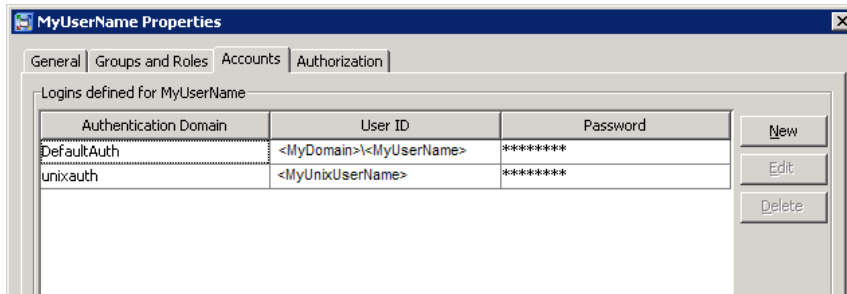 MyUserName Properties
General Groups and Roles Accounts Authorization
Logins defined for MyUserName
Authentication Domain User ID Password
DefaultAuth <MyDomain>\<MyUserName> ********
unixauth <MyUnixUserName> ********
New
Edit
Delete